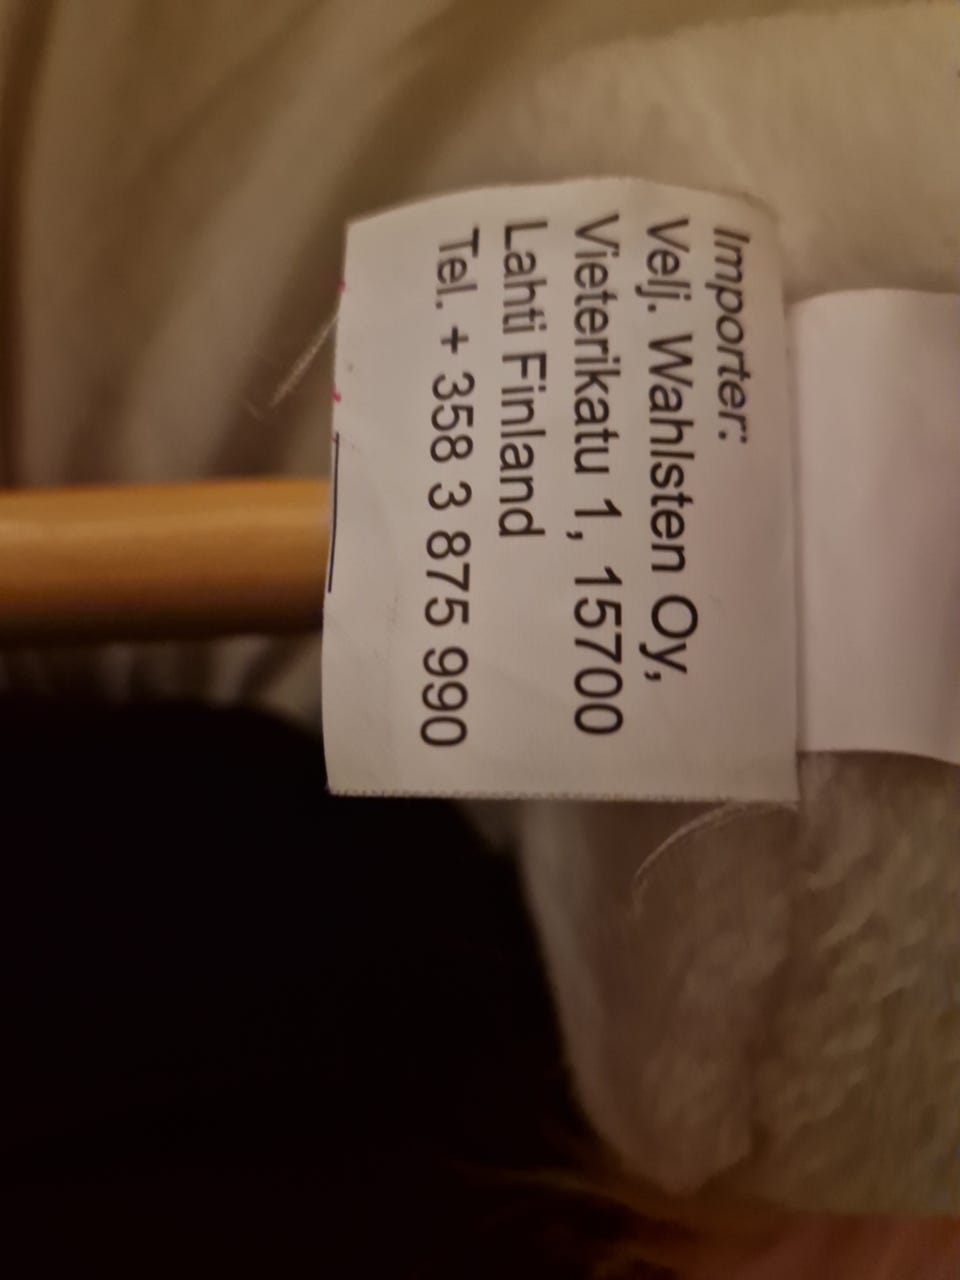 Importer:
Velj. Wahlsten Oy,
Vieterikatu 1, 15700
Lahti Finland
Tel. + 358 3 875 990